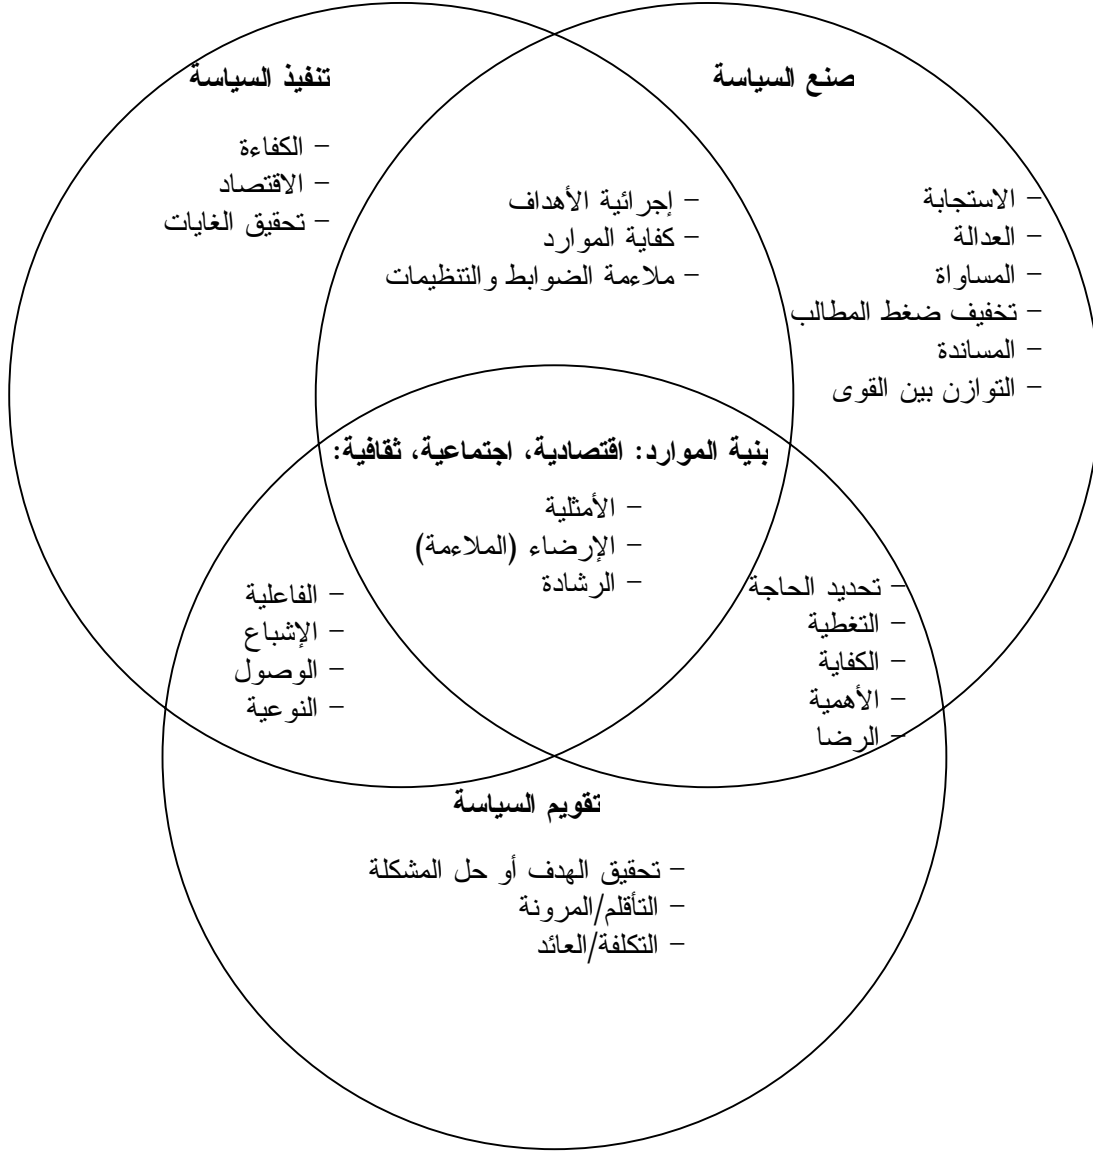 صنع السياسة
- الاستجابة
- العدالة
- المساواة
- تخفيف ضغط المطالب
- المساندة
- التوازن بين القوى
تنفيذ السياسة
- الكفاءة
- الاقتصاد
- تحقيق الغايات
- إجرائية الأهداف
- كفاية الموارد
- ملاءمة الضوابط والتنظيمات
بنية الموارد: اقتصادية، اجتماعية، ثقافية:
- الأمثلية
- الإرضاء (الملاءمة)
- الرشادة
- تحديد الحاجة
- التغطية
- الكفاية
- الأهمية
- الرضا
- الفاعلية
- الإشباع
- الوصول
- النوعية
تقويم السياسة
- تحقيق الهدف أو حل المشكلة
- التأقلم/المرونة
- التكلفة/العائد